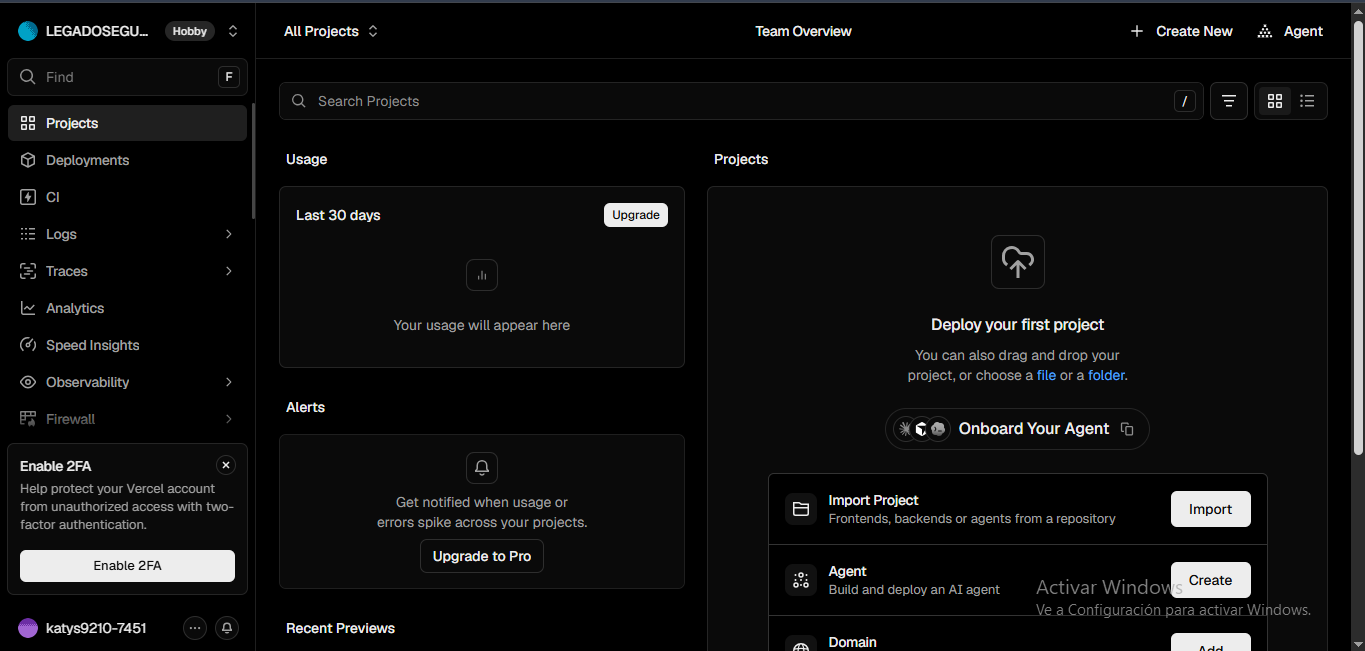 LEGADOSEGU...
Hobby
Find
F
Projects
Deployments
CI
Logs
Traces
Analytics
Speed Insights
Observability
Firewall
Enable 2FA
Help protect your Vercel account
from unauthorized access with two-
factor authentication.
Enable 2FA
katys9210-7451
All Projects
Team Overview
Create New
Agent
Search Projects
/
Usage
Last 30 days
Upgrade
Your usage will appear here
Alerts
Get notified when usage or
errors spike across your projects.
Upgrade to Pro
Recent Previews
Projects
Deploy your first project
You can also drag and drop your
project, or choose a file or a folder.
Onboard Your Agent
Import Project
Frontends, backends or agents from a repository
Import
Agent
Build and deploy an AI agent
Create
Domain
Add
Activar Windows
Ve a Configuración para activar Windows.